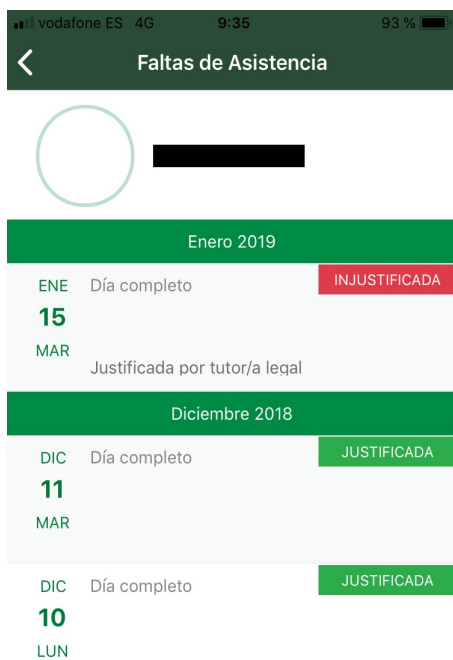 vodafone ES 4G 9:35 93 %
Faltas de Asistencia
Enero 2019
ENE Día completo INJUSTIFICADA
15
MAR
Justificada por tutor/a legal
Diciembre 2018
DIC Día completo JUSTIFICADA
11
MAR
DIC Día completo JUSTIFICADA
10
LUN